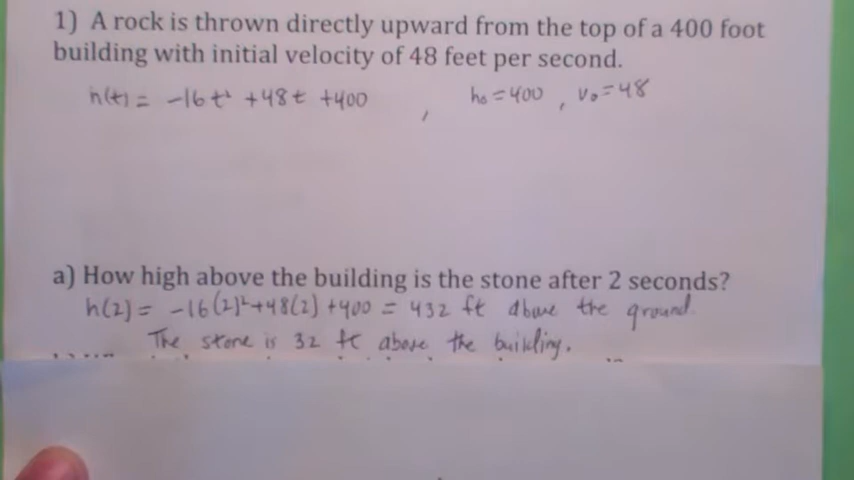 1) A rock is thrown directly upward from the top of a 400 foot
building with initial velocity of 48 feet per second.
h(t) = -16t² +48t +400 , h₀ = 400 , v₀ = 48
a) How high above the building is the stone after 2 seconds?
h(2) = -16(2)²+48(2)+400 = 432 ft above the ground.
The stone is 32 ft above the building.